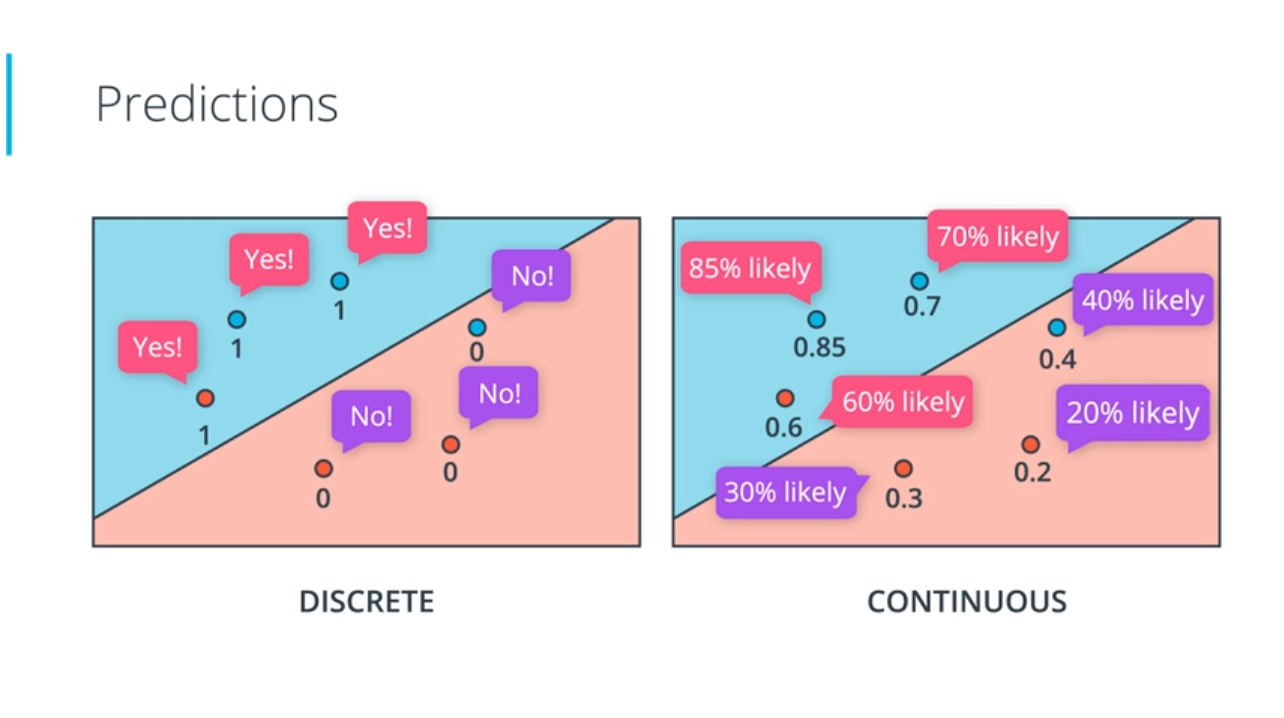 Predictions
Yes!
Yes!
No!
1
1
Yes!
0
No!
No!
1
0
0
DISCRETE
70% likely
85% likely
40% likely
0.7
0.85
0.4
60% likely
20% likely
0.6
0.2
30% likely
0.3
CONTINUOUS